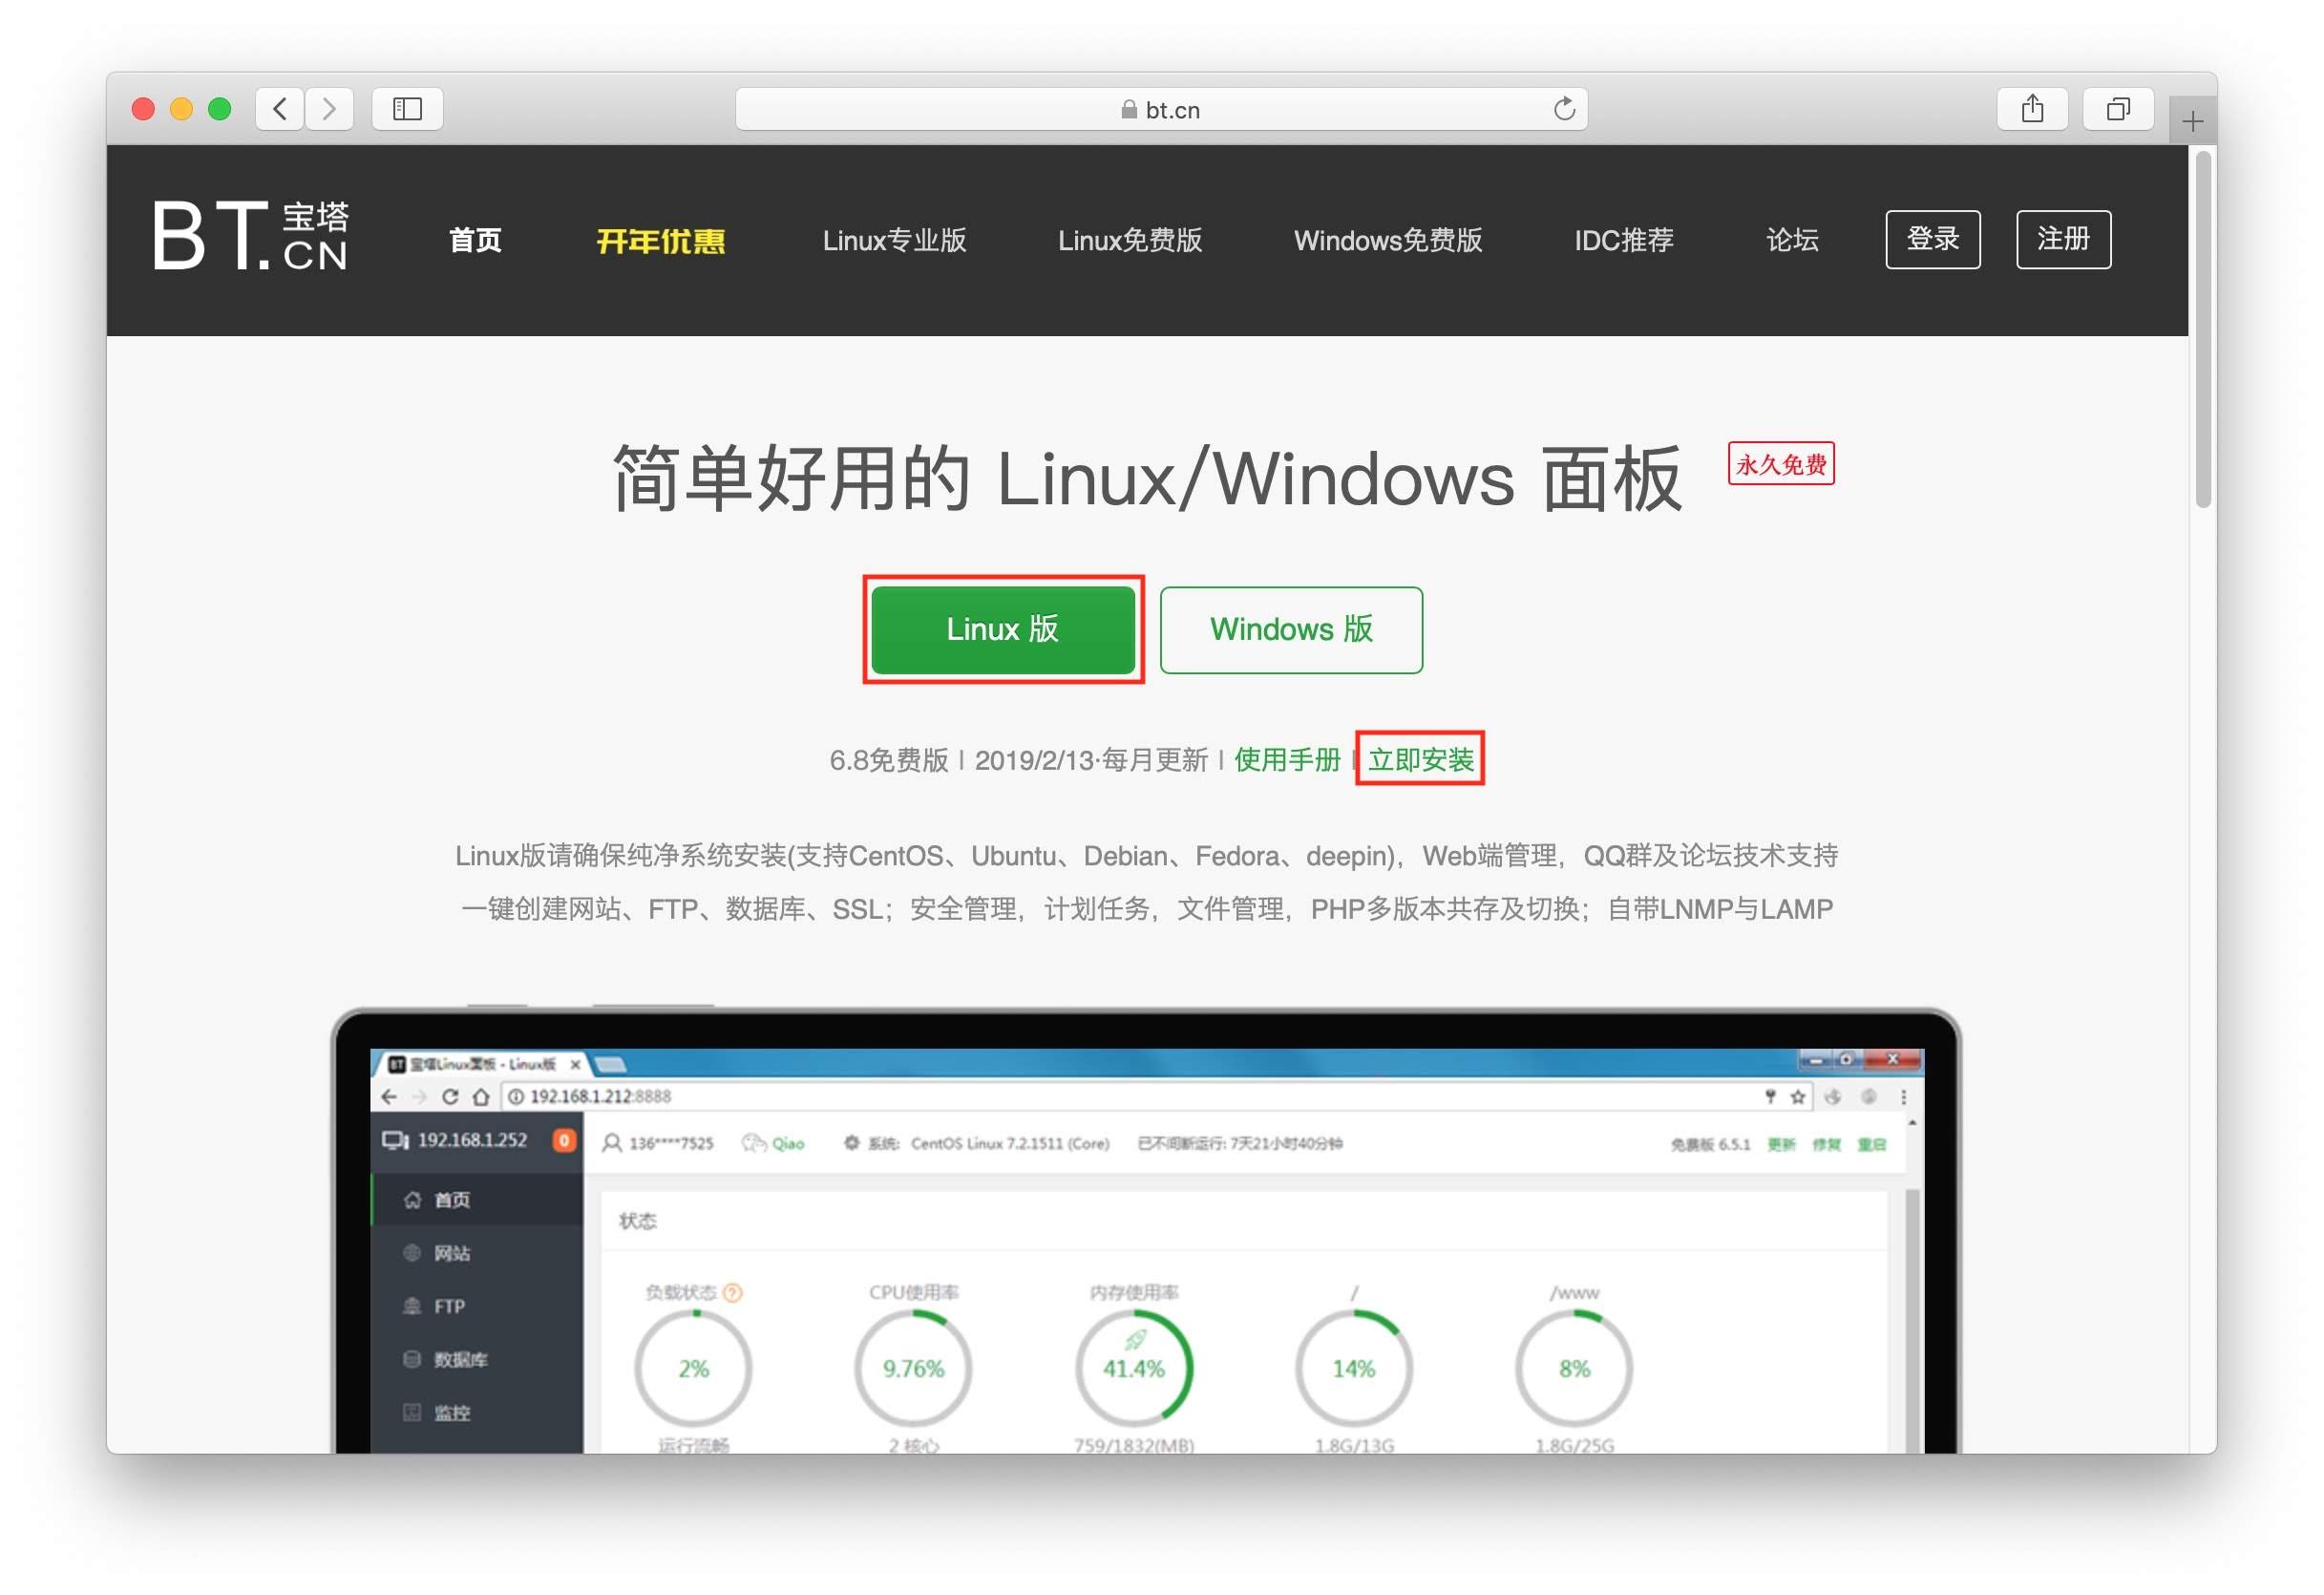 bt.cn
BT.宝塔CN
首页 开年优惠 Linux专业版 Linux免费版 Windows免费版 IDC推荐 论坛 登录 注册
简单好用的 Linux/Windows 面板 永久免费
Linux 版 Windows 版
6.8免费版 | 2019/2/13·每月更新 | 使用手册 | 立即安装
Linux版请确保纯净系统安装(支持CentOS、Ubuntu、Debian、Fedora、deepin)，Web端管理，QQ群及论坛技术支持
一键创建网站、FTP、数据库、SSL；安全管理，计划任务，文件管理，PHP多版本共存及切换；自带LNMP与LAMP
BT 宝塔Linux面板 - Linux版
192.168.1.212:8888
192.168.1.252 0 136****7525 Qiao 系统: CentOS Linux 7.2.1511 (Core) 已不间断运行: 7天21小时40分钟 免费版 6.5.1 更新 修复 重启
首页
状态
网站
负载状态 CPU使用率 内存使用率 / /www
FTP
数据库
2% 9.76% 41.4% 14% 8%
监控
运行流畅 2 核心 759/1832(MB) 1.8G/13G 1.8G/25G